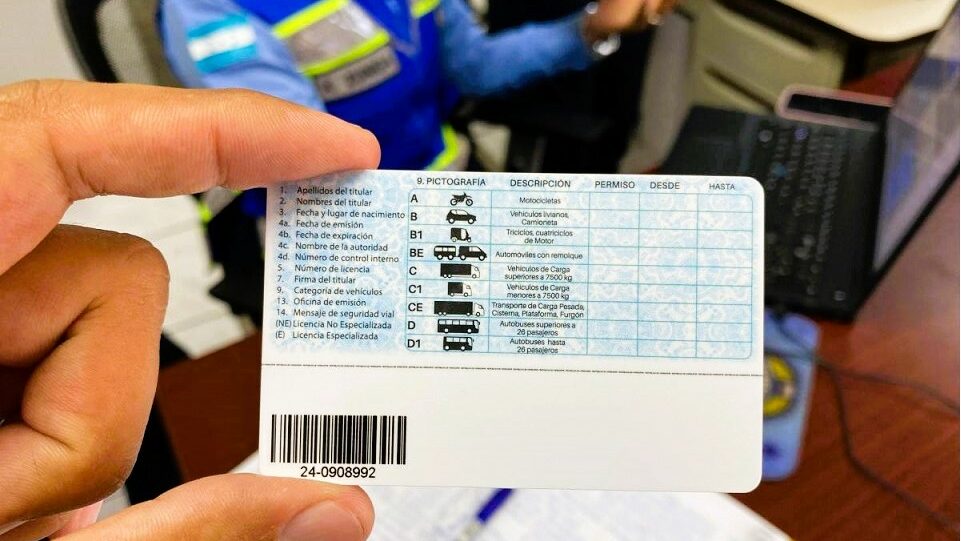 1. Apellidos del titular
2. Nombres del titular
3. Fecha y lugar de nacimiento
4a. Fecha de emisión
4b. Fecha de expiración
4c. Nombre de la autoridad
4d. Número de control interno
5. Número de licencia
7. Firma del titular
9. Categoría de vehículos
13. Oficina de emisión
14. Mensaje de seguridad vial
(NE) Licencia No Especializada
(E) Licencia Especializada
9. PICTOGRAFÍA DESCRIPCIÓN PERMISO DESDE HASTA
A Motocicletas
B Vehículos livianos,
Camioneta
B1 Triciclos, cuatriciclos
de Motor
BE Automóviles con remolque
C Vehículos de Carga
superiores a 7500 kg
C1 Vehículos de Carga
menores a 7500 kg
CE Transporte de Carga Pesada,
Cisterna, Plataforma, Furgón
D Autobuses superiores a
26 pasajeros
D1 Autobuses hasta
26 pasajeros
24-0908992